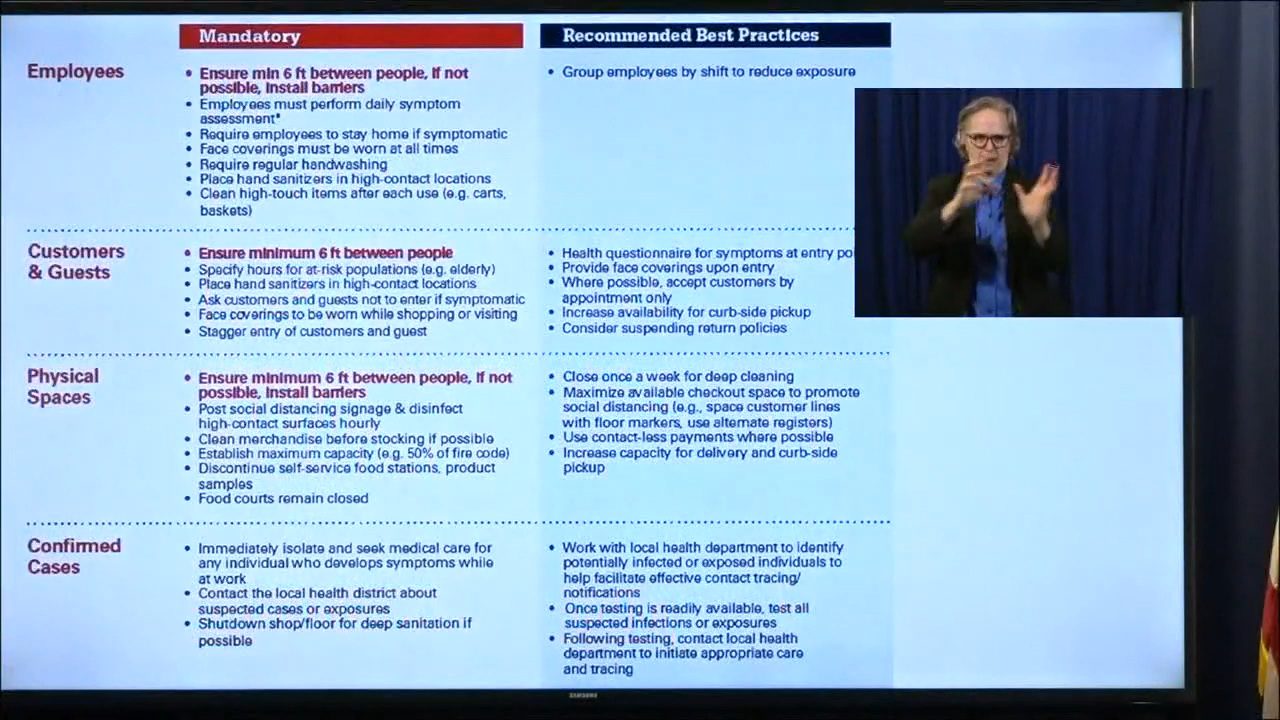 Mandatory
Recommended Best Practices
Employees
• Ensure min 6 ft between people, if not
possible, install barriers
• Employees must perform daily symptom
assessment*
• Require employees to stay home if symptomatic
• Face coverings must be worn at all times
• Require regular handwashing
• Place hand sanitizers in high-contact locations
• Clean high-touch items after each use (e.g. carts,
baskets)
• Group employees by shift to reduce exposure
Customers
& Guests
• Ensure minimum 6 ft between people
• Specify hours for at-risk populations (e.g. elderly)
• Place hand sanitizers in high-contact locations
• Ask customers and guests not to enter if symptomatic
• Face coverings to be worn while shopping or visiting
• Stagger entry of customers and guest
• Health questionnaire for symptoms at entry poi
• Provide face coverings upon entry
• Where possible, accept customers by
appointment only
• Increase availability for curb-side pickup
• Consider suspending return policies
Physical
Spaces
• Ensure minimum 6 ft between people, if not
possible, install barriers
• Post social distancing signage & disinfect
high-contact surfaces hourly
• Clean merchandise before stocking if possible
• Establish maximum capacity (e.g. 50% of fire code)
• Discontinue self-service food stations, product
samples
• Food courts remain closed
• Close once a week for deep cleaning
• Maximize available checkout space to promote
social distancing (e.g., space customer lines
with floor markers, use alternate registers)
• Use contact-less payments where possible
• Increase capacity for delivery and curb-side
pickup
Confirmed
Cases
• Immediately isolate and seek medical care for
any individual who develops symptoms while
at work
• Contact the local health district about
suspected cases or exposures
• Shutdown shop/floor for deep sanitation if
possible
• Work with local health department to identify
potentially infected or exposed individuals to
help facilitate effective contact tracing/
notifications
• Once testing is readily available, test all
suspected infections or exposures
• Following testing, contact local health
department to initiate appropriate care
and tracing
SAMSUNG